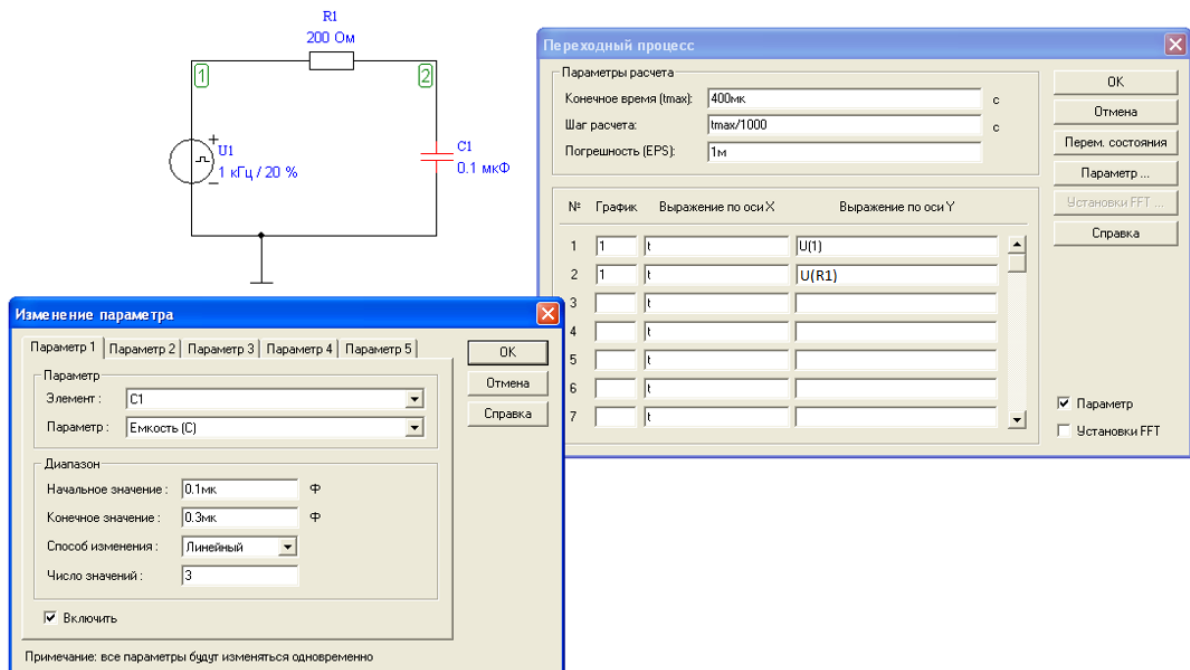 R1
200 Ом
1
2
U1
1 кГц / 20 %
C1
0.1 мкФ
Переходный процесс
Параметры расчета
Конечное время (tmax): 400мк с
Шаг расчета: tmax/1000 с
Погрешность (EPS): 1м
OK
Отмена
Перем. состояния
Параметр ...
Установки FFT ...
Справка
№ График Выражение по оси X Выражение по оси Y
1 1 t U(1)
2 1 t U(R1)
3 t
4 t
5 t
6 t
7 t
Параметр
Установки FFT
Изменение параметра
Параметр 1 Параметр 2 Параметр 3 Параметр 4 Параметр 5
Параметр
Элемент : C1
Параметр : Емкость (C)
Диапазон
Начальное значение : 0.1мк Ф
Конечное значение : 0.3мк Ф
Способ изменения : Линейный
Число значений : 3
Включить
OK
Отмена
Справка
Примечание: все параметры будут изменяться одновременно